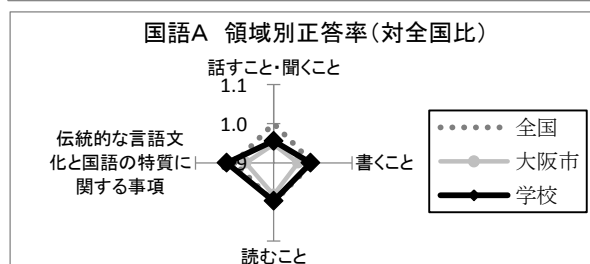 国語A 領域別正答率(対全国比)
話すこと・聞くこと
1.1
1.0
伝統的な言語文
化と国語の特質に
関する事項
書くこと
読むこと
全国
大阪市
学校